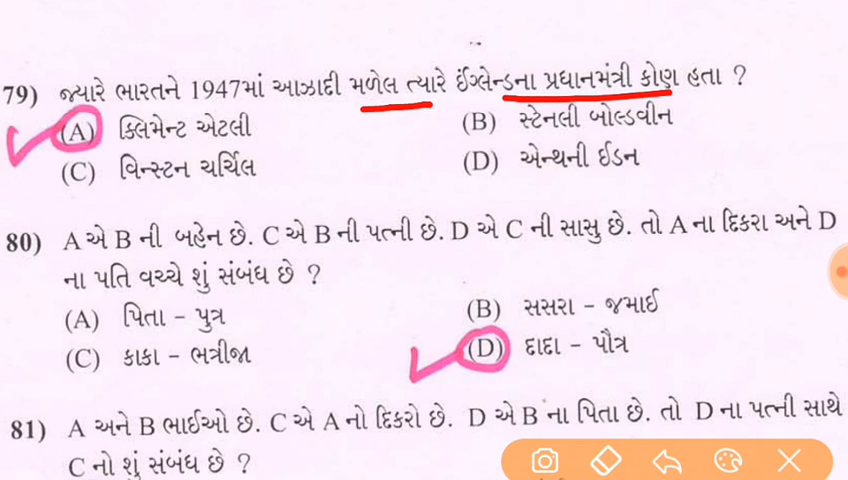 79) જ્યારે ભારતને 1947માં આઝાદી મળેલ ત્યારે ઈંગ્લેન્ડના પ્રધાનમંત્રી કોણ હતા ?
(A) ક્લિમેન્ટ એટલી (B) સ્ટેનલી બોલ્ડવીન
(C) વિન્સ્ટન ચર્ચિલ (D) એન્થની ઈડન
80) A એ B ની બહેન છે. C એ B ની પત્ની છે. D એ C ની સાસુ છે. તો A ના દિકરા અને D
ના પતિ વચ્ચે શું સંબંધ છે ?
(A) પિતા – પુત્ર (B) સસરા – જમાઈ
(C) કાકા – ભત્રીજા (D) દાદા – પૌત્ર
81) A અને B ભાઈઓ છે. C એ A નો દિકરો છે. D એ B ના પિતા છે. તો D ના પત્ની સાથે
C નો શું સંબંધ છે ?